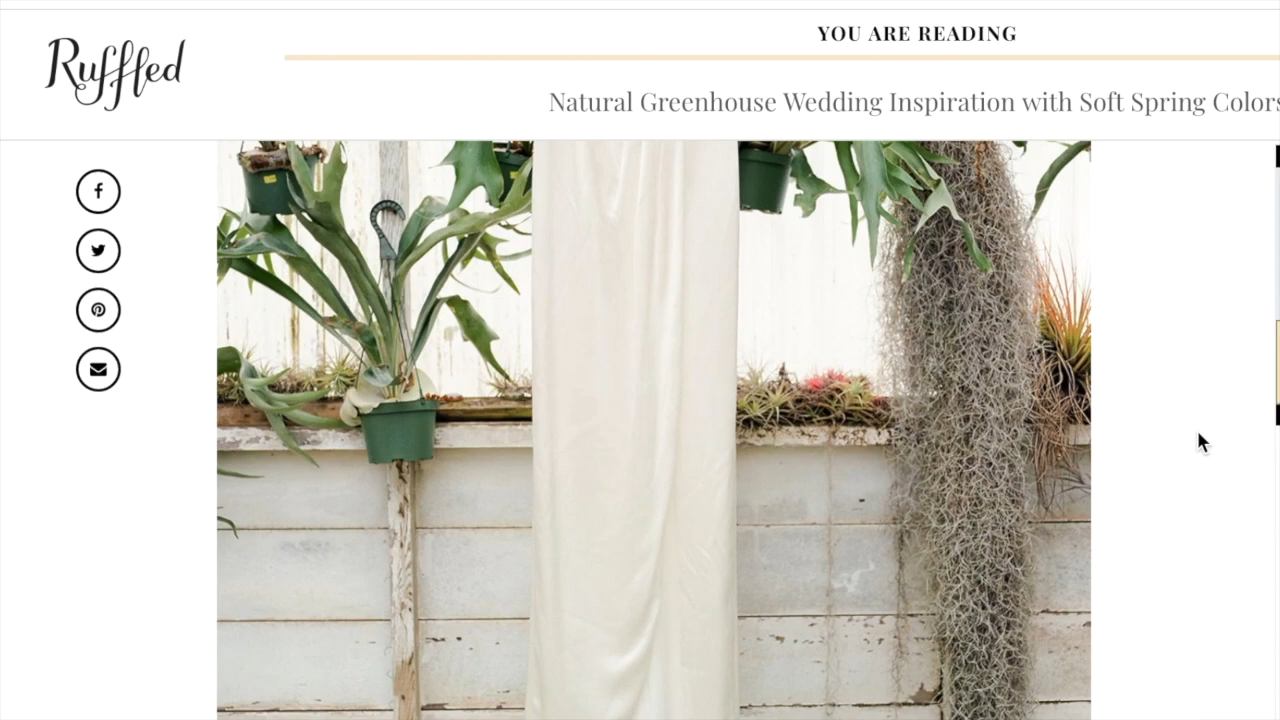 Ruffled
YOU ARE READING
Natural Greenhouse Wedding Inspiration with Soft Spring Colors